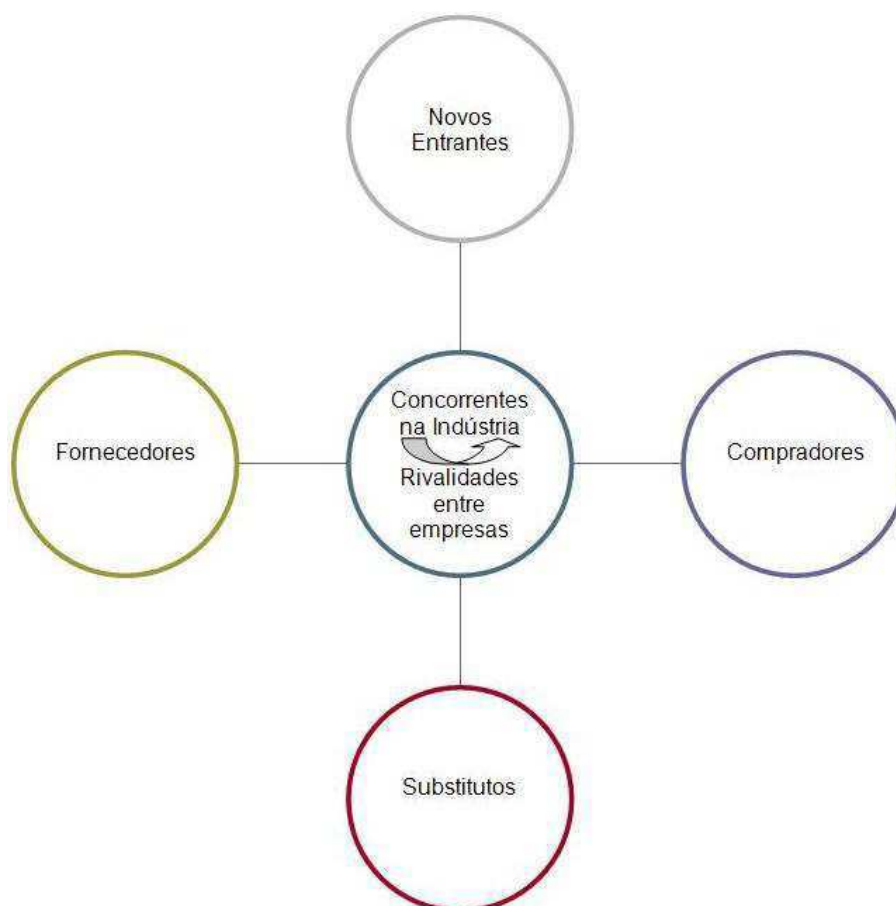 Novos
Entrantes
Fornecedores
Concorrentes
na Indústria
Rivalidades
entre
empresas
Compradores
Substitutos